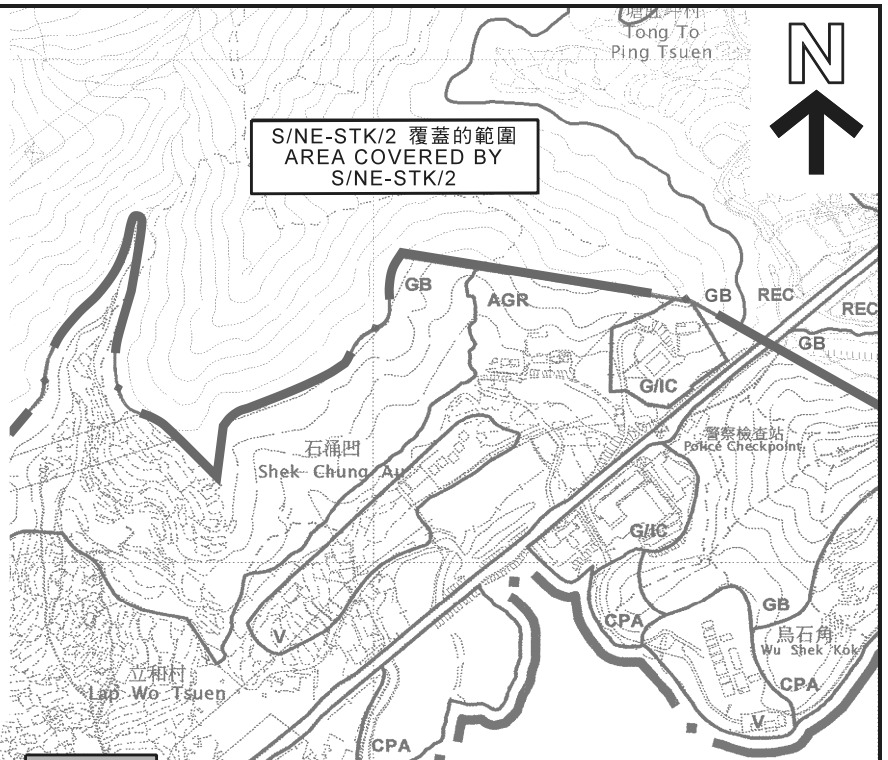 Tong To
Ping Tsuen
N
S/NE-STK/2 覆蓋的範圍
AREA COVERED BY
S/NE-STK/2
GB
AGR
GB
REC
REC
GB
G/IC
石涌凹
Shek Chung Au
警察檢查站
Police Checkpoint
G/IC
V
CPA
GB
烏石角
Wu Shek Kok
立和村
Lap Wo Tsuen
CPA
V
CPA